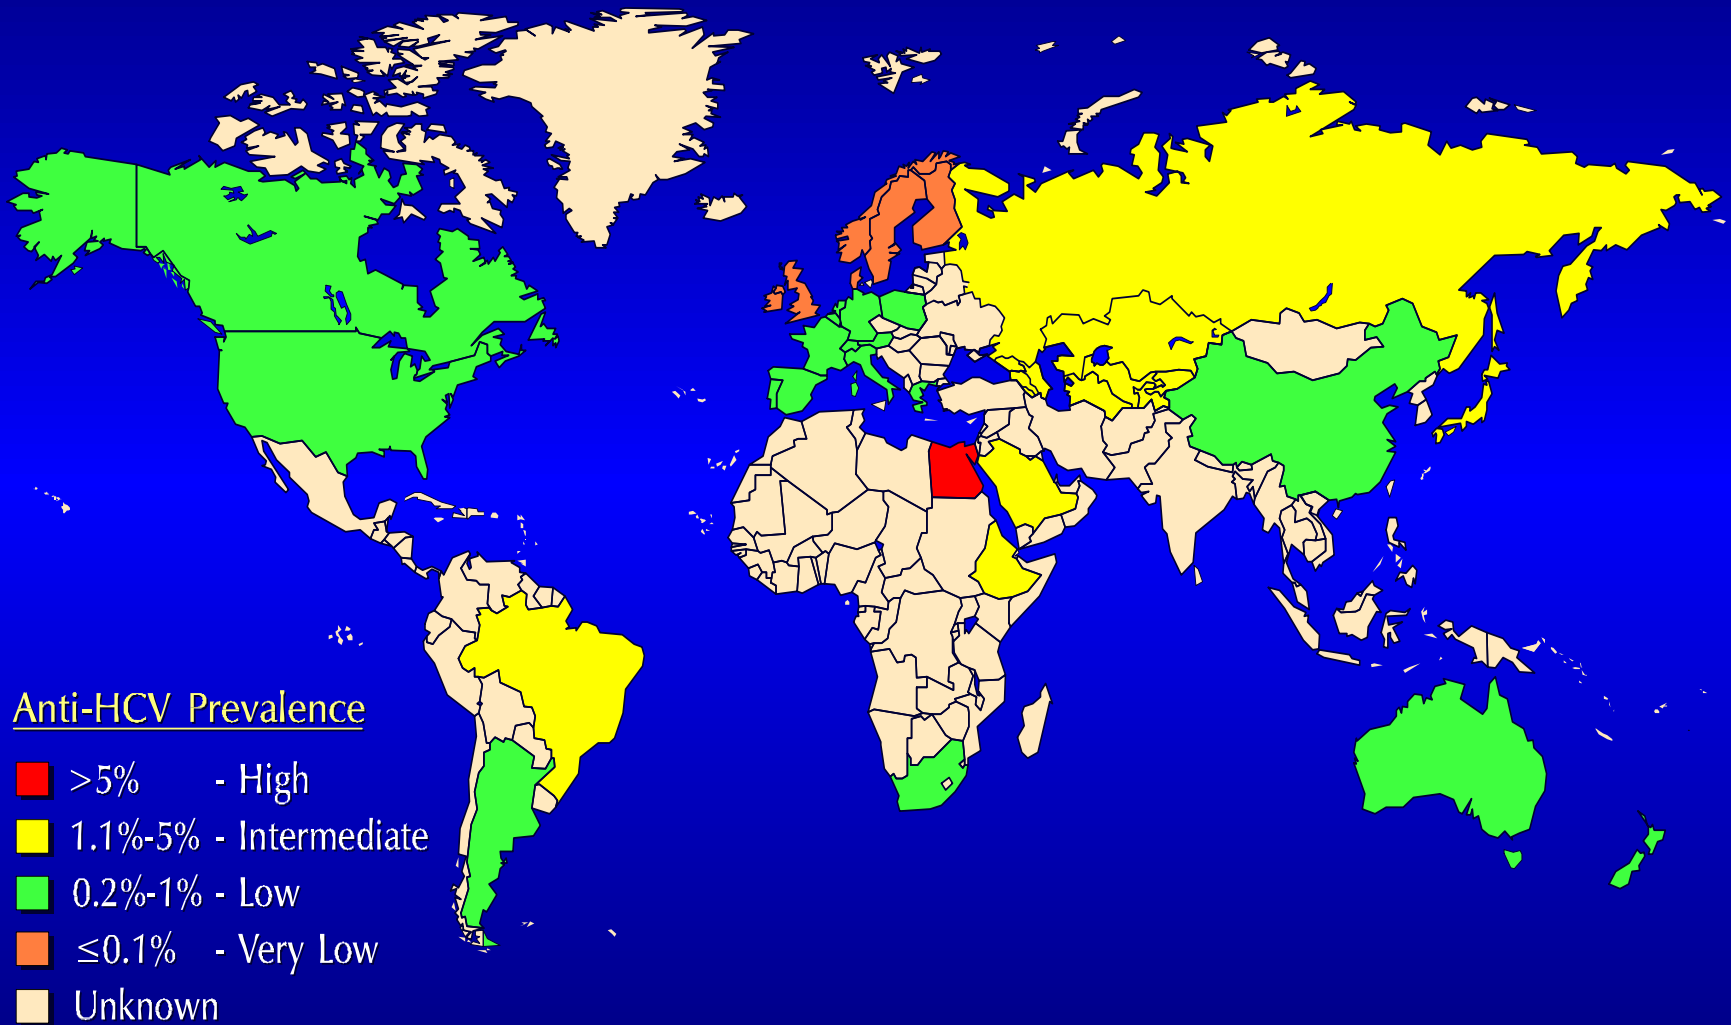 Anti-HCV Prevalence
>5% - High
1.1%-5% - Intermediate
0.2%-1% - Low
≤0.1% - Very Low
Unknown